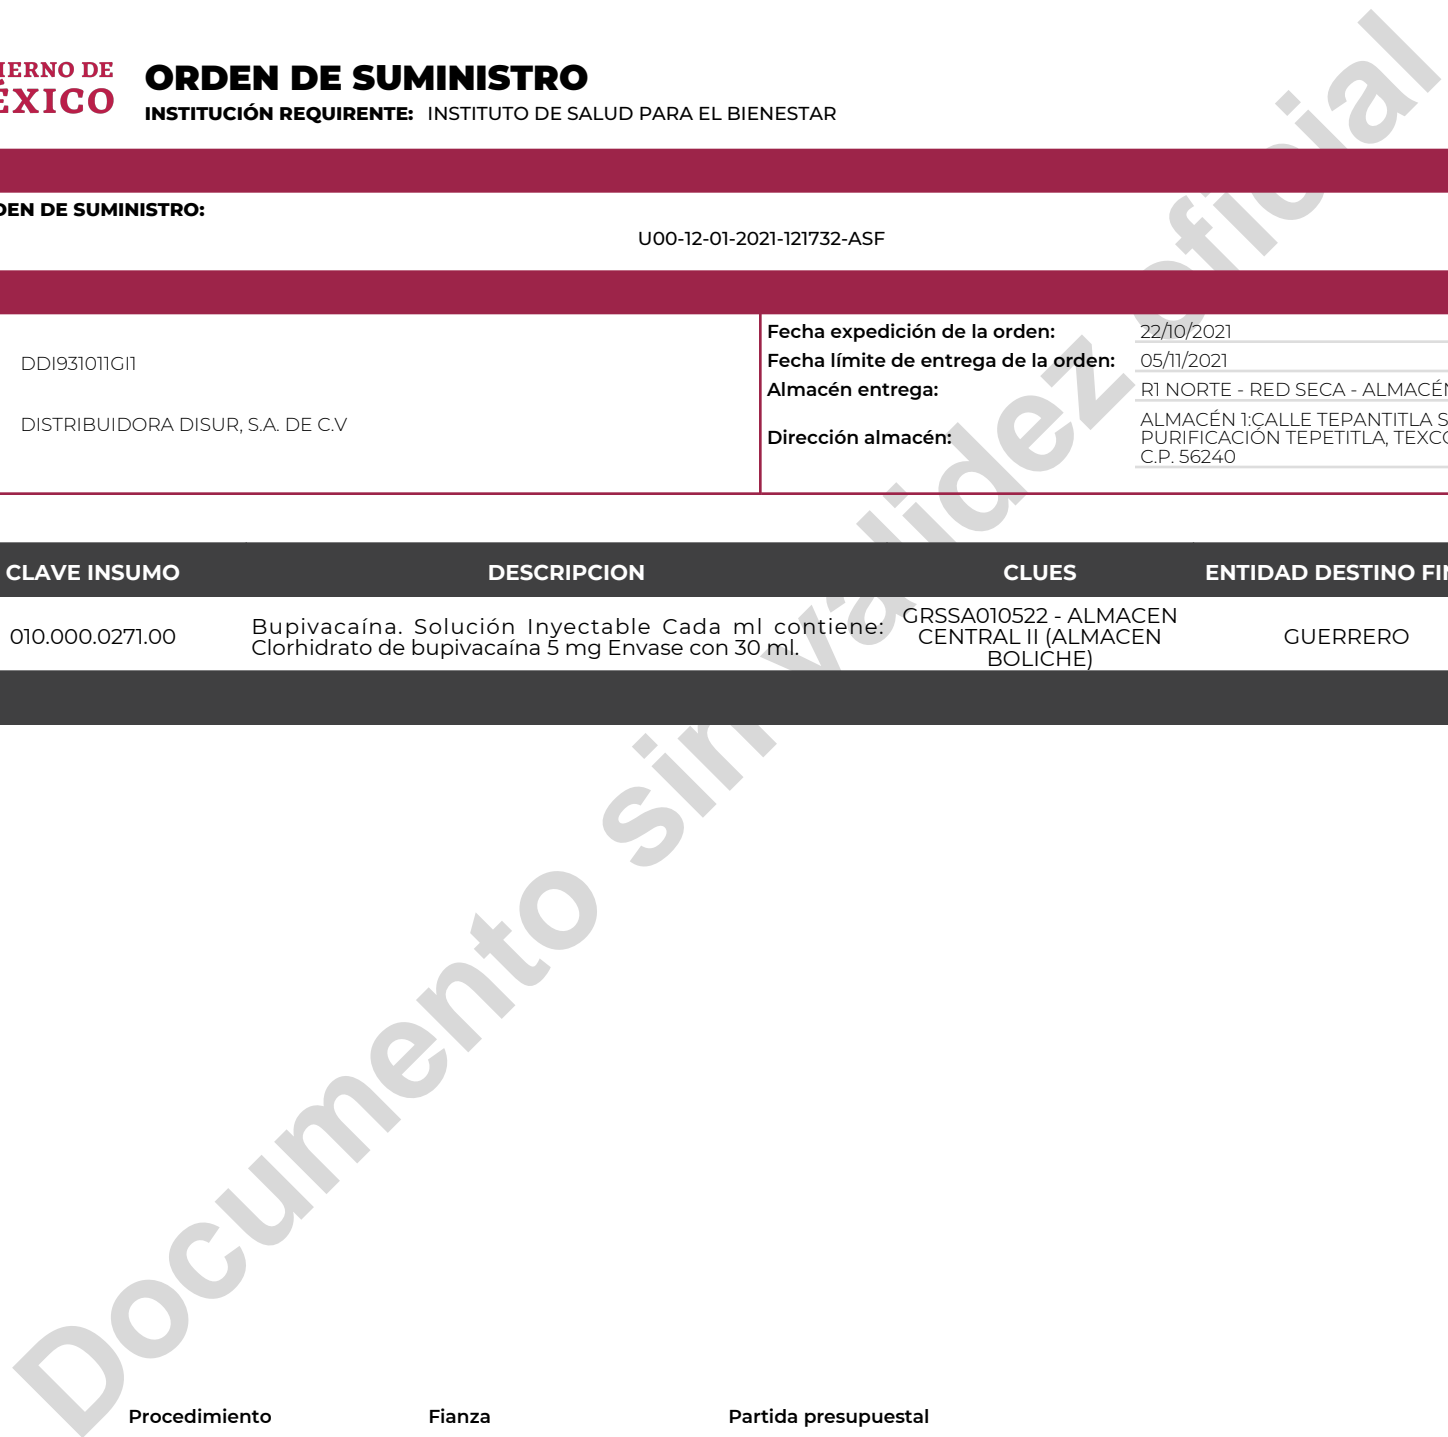 IERNO DE
ÉXICO
ORDEN DE SUMINISTRO
INSTITUCIÓN REQUIRENTE: INSTITUTO DE SALUD PARA EL BIENESTAR
DEN DE SUMINISTRO:
U00-12-01-2021-121732-ASF
DDI931011GI1
DISTRIBUIDORA DISUR, S.A. DE C.V
Fecha expedición de la orden: 22/10/2021
Fecha límite de entrega de la orden: 05/11/2021
Almacén entrega: R1 NORTE - RED SECA - ALMACÉN
Dirección almacén: ALMACÉN 1:CALLE TEPANTITLA S
PURIFICACIÓN TEPETITLA, TEXCO
C.P. 56240
CLAVE INSUMO DESCRIPCION CLUES ENTIDAD DESTINO FIN
010.000.0271.00
Bupivacaína. Solución Inyectable Cada ml contiene:
Clorhidrato de bupivacaína 5 mg Envase con 30 ml.
GRSSA010522 - ALMACEN
CENTRAL II (ALMACEN
BOLICHE)
GUERRERO
Documento sin validez oficial
Procedimiento Fianza Partida presupuestal